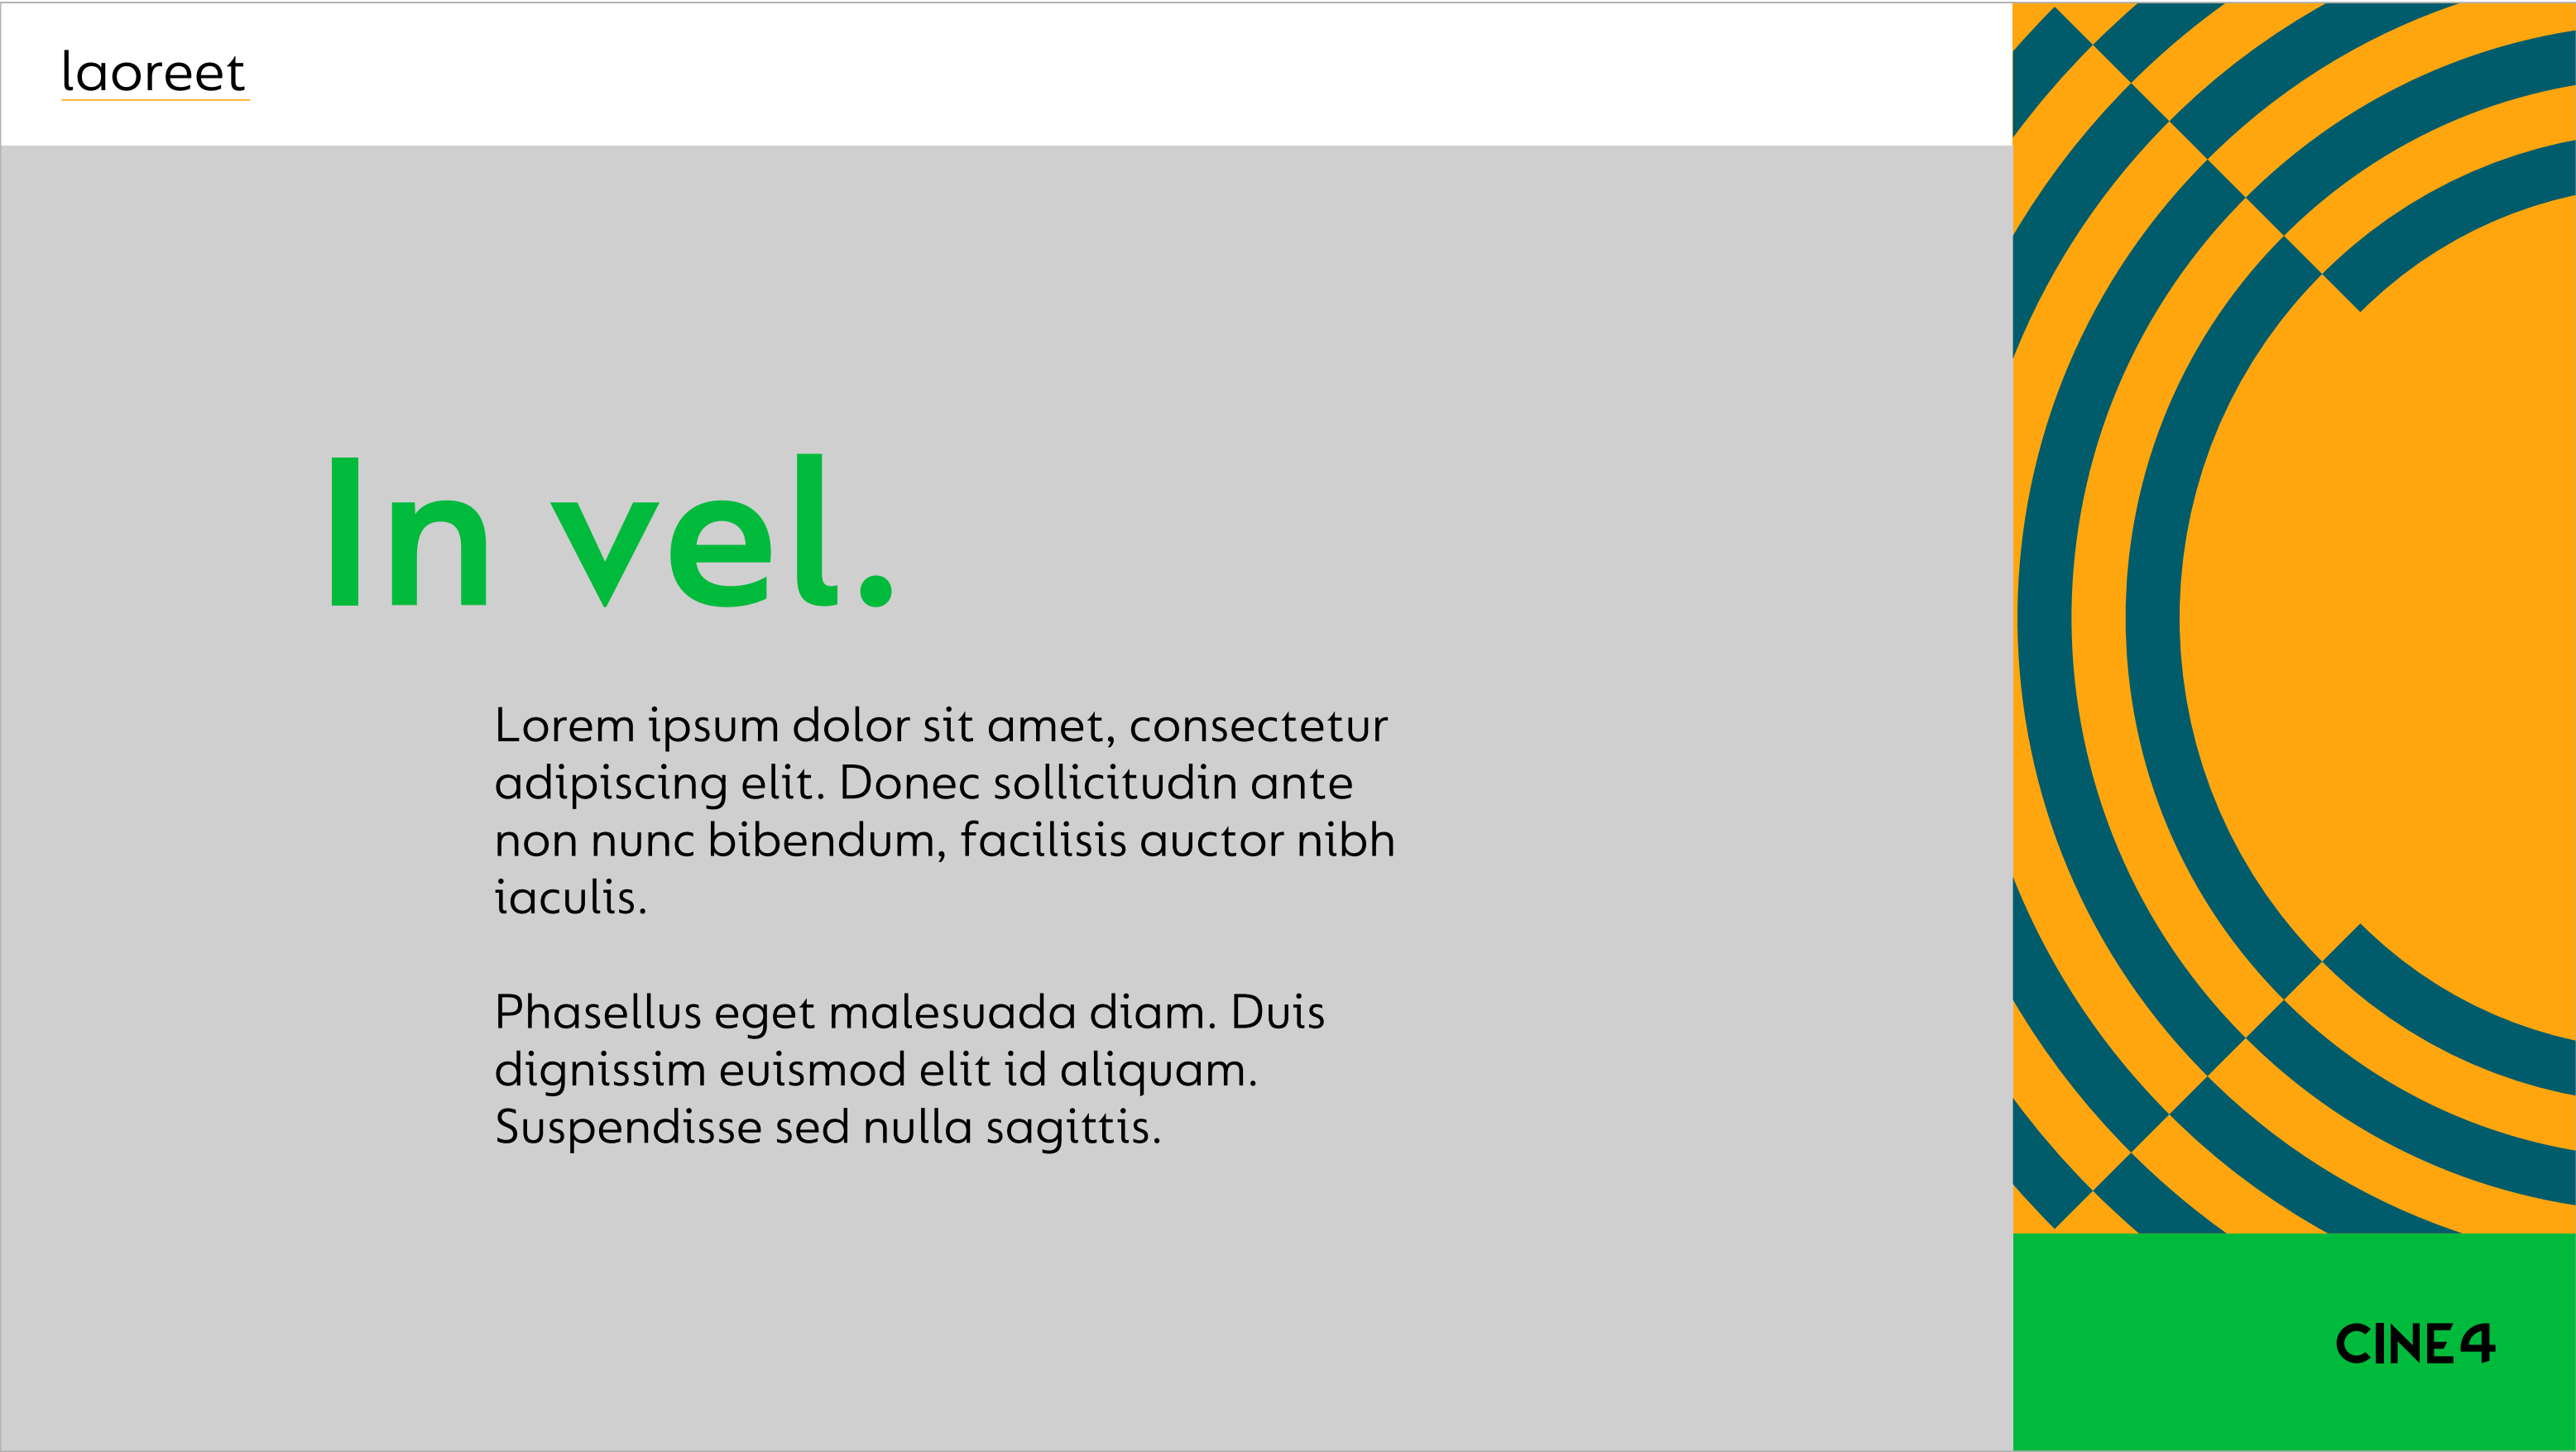 laoreet
In vel.
Lorem ipsum dolor sit amet, consectetur
adipiscing elit. Donec sollicitudin ante
non nunc bibendum, facilisis auctor nibh
iaculis.
Phasellus eget malesuada diam. Duis
dignissim euismod elit id aliquam.
Suspendisse sed nulla sagittis.
CINE4